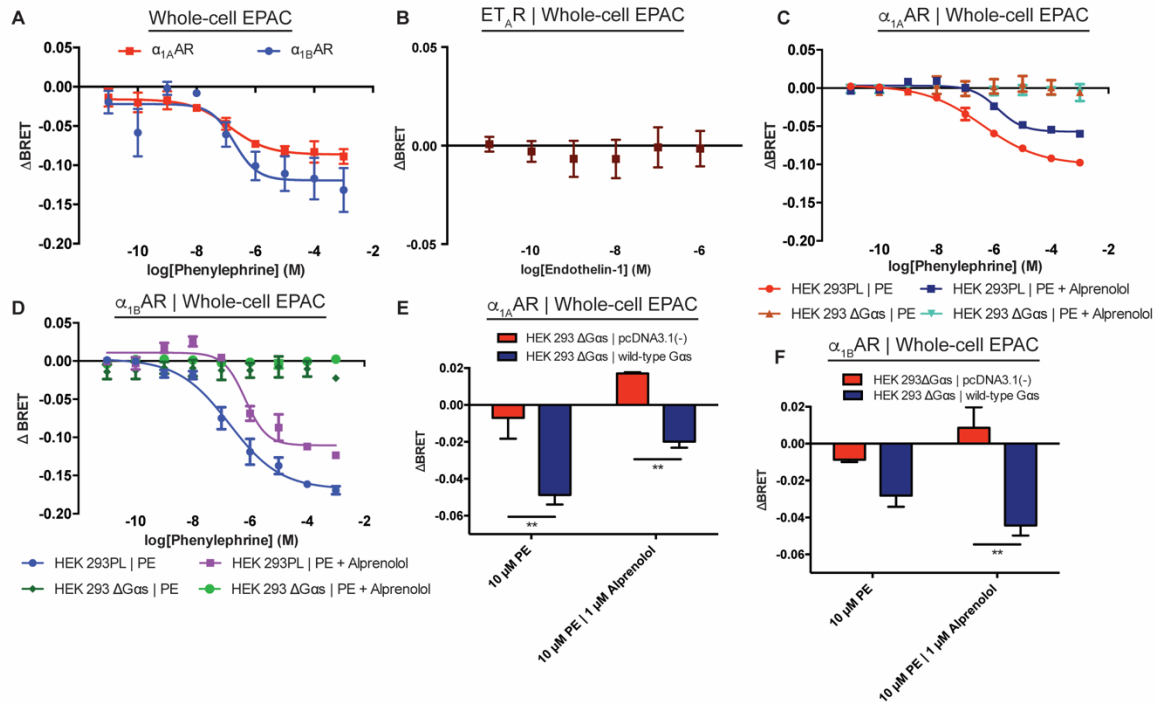 A
Whole-cell EPAC
α1AAR
α1BAR
0.05
0.00
-0.05
-0.10
-0.15
-0.20
ΔBRET
-10
-8
-6
-4
-2
log[Phenylephrine] (M)
B
ETAR | Whole-cell EPAC
0.05
0.00
-0.05
ΔBRET
-10
-8
-6
log[Endothelin-1] (M)
C
α1AAR | Whole-cell EPAC
0.05
0.00
-0.05
-0.10
-0.15
-0.20
ΔBRET
-10
-8
-6
-4
-2
log[Phenylephrine] (M)
HEK 293PL | PE
HEK 293PL | PE + Alprenolol
HEK 293 ΔGαs | PE
HEK 293 ΔGαs | PE + Alprenolol
D
α1BAR | Whole-cell EPAC
0.05
0.00
-0.05
-0.10
-0.15
-0.20
Δ BRET
-10
-8
-6
-4
-2
log[Phenylephrine] (M)
HEK 293PL | PE
HEK 293PL | PE + Alprenolol
HEK 293 ΔGαs | PE
HEK 293 ΔGαs | PE + Alprenolol
E
α1AAR | Whole-cell EPAC
HEK 293 ΔGαs | pcDNA3.1(-)
HEK 293 ΔGαs | wild-type Gαs
0.02
0.00
-0.02
-0.04
-0.06
ΔBRET
**
**
10 µM PE
10 µM PE | 1 µM Alprenolol
F
α1BAR | Whole-cell EPAC
HEK 293ΔGαs | pcDNA3.1(-)
HEK 293 ΔGαs | wild-type Gαs
0.02
0.00
-0.02
-0.04
-0.06
ΔBRET
**
10 µM PE
10 µM PE | 1 µM Alprenolol